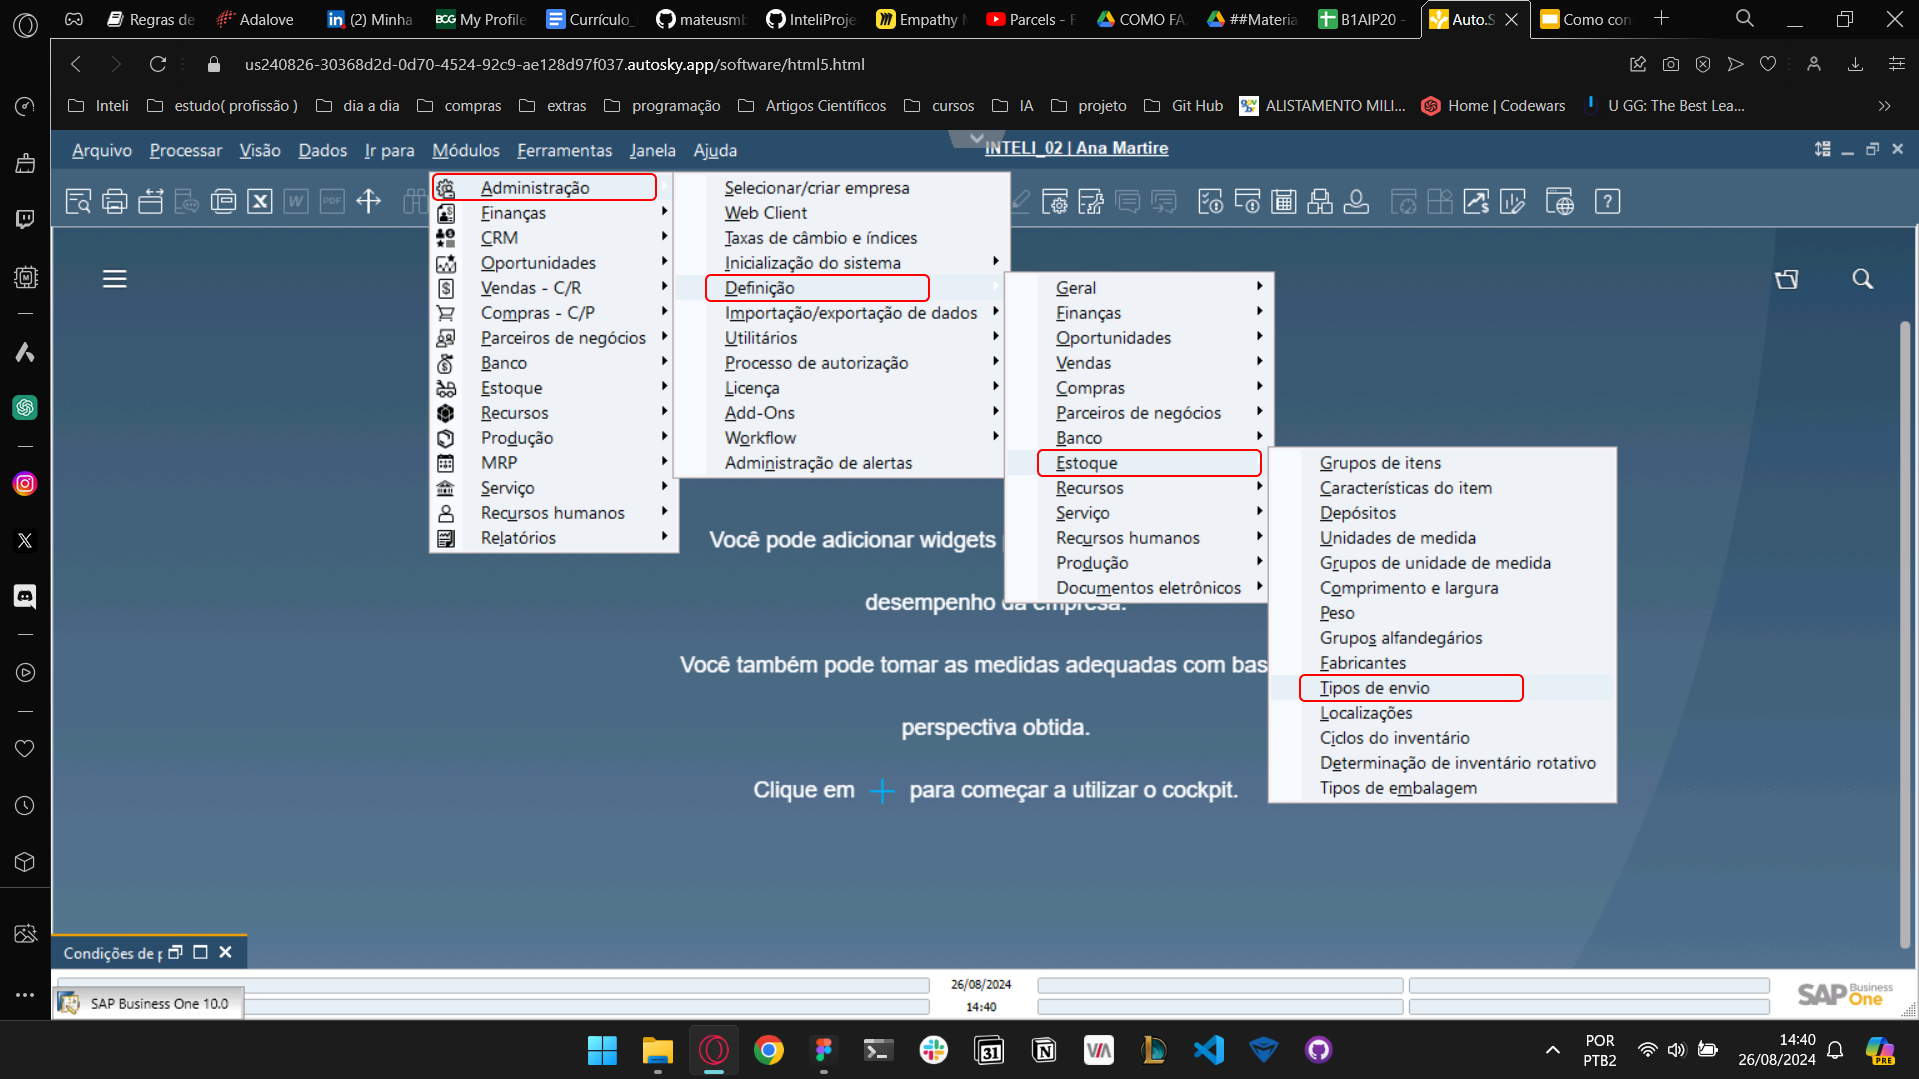 Regras de
Adalove
(2) Minha
BCG My Profile
Currículo_
mateusmb
InteliProje
Empathy M
Parcels - F
COMO FA
##Materia
B1AIP20 -
Auto.S
Como con
us240826-30368d2d-0d70-4524-92c9-ae128d97f037.autosky.app/software/html5.html
Inteli
estudo( profissão )
dia a dia
compras
extras
programação
Artigos Científicos
cursos
IA
projeto
Git Hub
ALISTAMENTO MILI...
Home | Codewars
U GG: The Best Lea...
Arquivo
Processar
Visão
Dados
Ir para
Módulos
Ferramentas
Janela
Ajuda
INTELI_02 | Ana Martire
Administração
Finanças
CRM
Oportunidades
Vendas - C/R
Compras - C/P
Parceiros de negócios
Banco
Estoque
Recursos
Produção
MRP
Serviço
Recursos humanos
Relatórios
Selecionar/criar empresa
Web Client
Taxas de câmbio e índices
Inicialização do sistema
Definição
Importação/exportação de dados
Utilitários
Processo de autorização
Licença
Add-Ons
Workflow
Administração de alertas
Geral
Finanças
Oportunidades
Vendas
Compras
Parceiros de negócios
Banco
Estoque
Recursos
Serviço
Recursos humanos
Produção
Documentos eletrônicos
Grupos de itens
Características do item
Depósitos
Unidades de medida
Grupos de unidade de medida
Comprimento e largura
Peso
Grupos alfandegários
Fabricantes
Tipos de envio
Localizações
Ciclos do inventário
Determinação de inventário rotativo
Tipos de embalagem
Você pode adicionar widgets
desempenho da empresa.
Você também pode tomar as medidas adequadas com bas
perspectiva obtida.
Clique em + para começar a utilizar o cockpit.
Condições de p
SAP Business One 10.0
26/08/2024
14:40
SAP Business One
POR
PTB2
14:40
26/08/2024